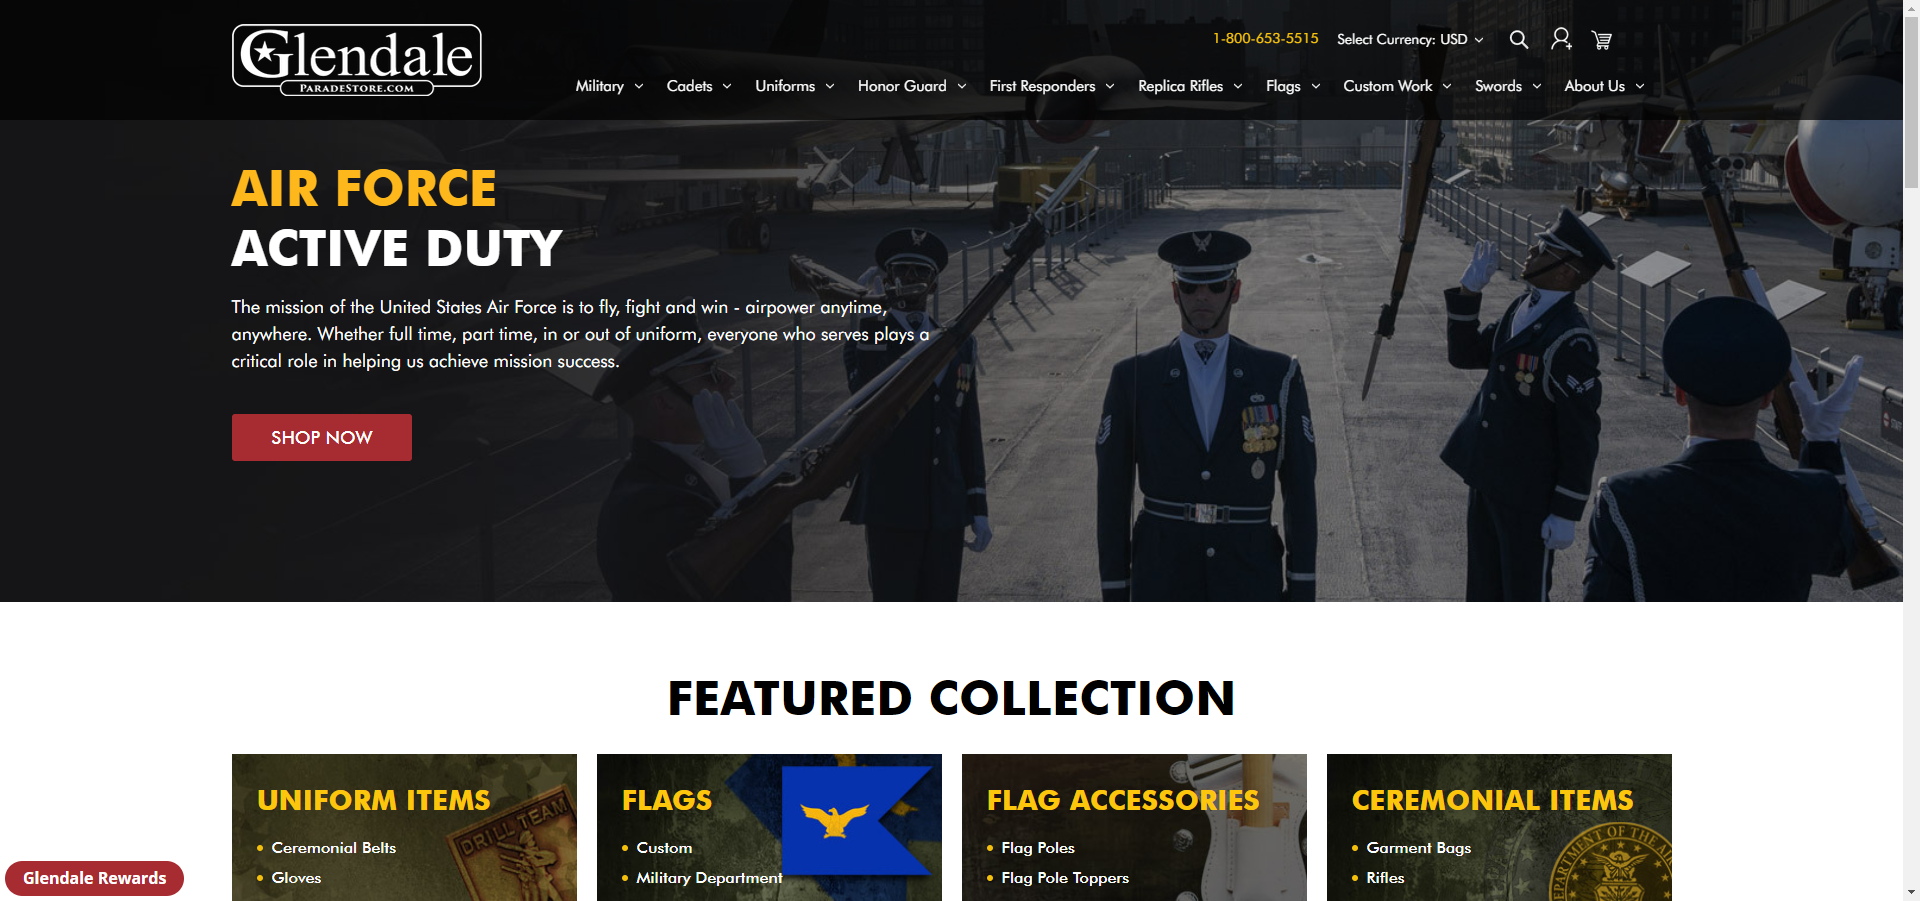 Glendale
PARADESTORE.COM
1-800-653-5515
Select Currency: USD
Military
Cadets
Uniforms
Honor Guard
First Responders
Replica Rifles
Flags
Custom Work
Swords
About Us
AIR FORCE
ACTIVE DUTY
The mission of the United States Air Force is to fly, fight and win - airpower anytime,
anywhere. Whether full time, part time, in or out of uniform, everyone who serves plays a
critical role in helping us achieve mission success.
SHOP NOW
FEATURED COLLECTION
UNIFORM ITEMS
Ceremonial Belts
Gloves
DRILL TEAM
FLAGS
Custom
Military Department
FLAG ACCESSORIES
Flag Poles
Flag Pole Toppers
CEREMONIAL ITEMS
Garment Bags
Rifles
DEPARTMENT OF THE AI
Glendale Rewards